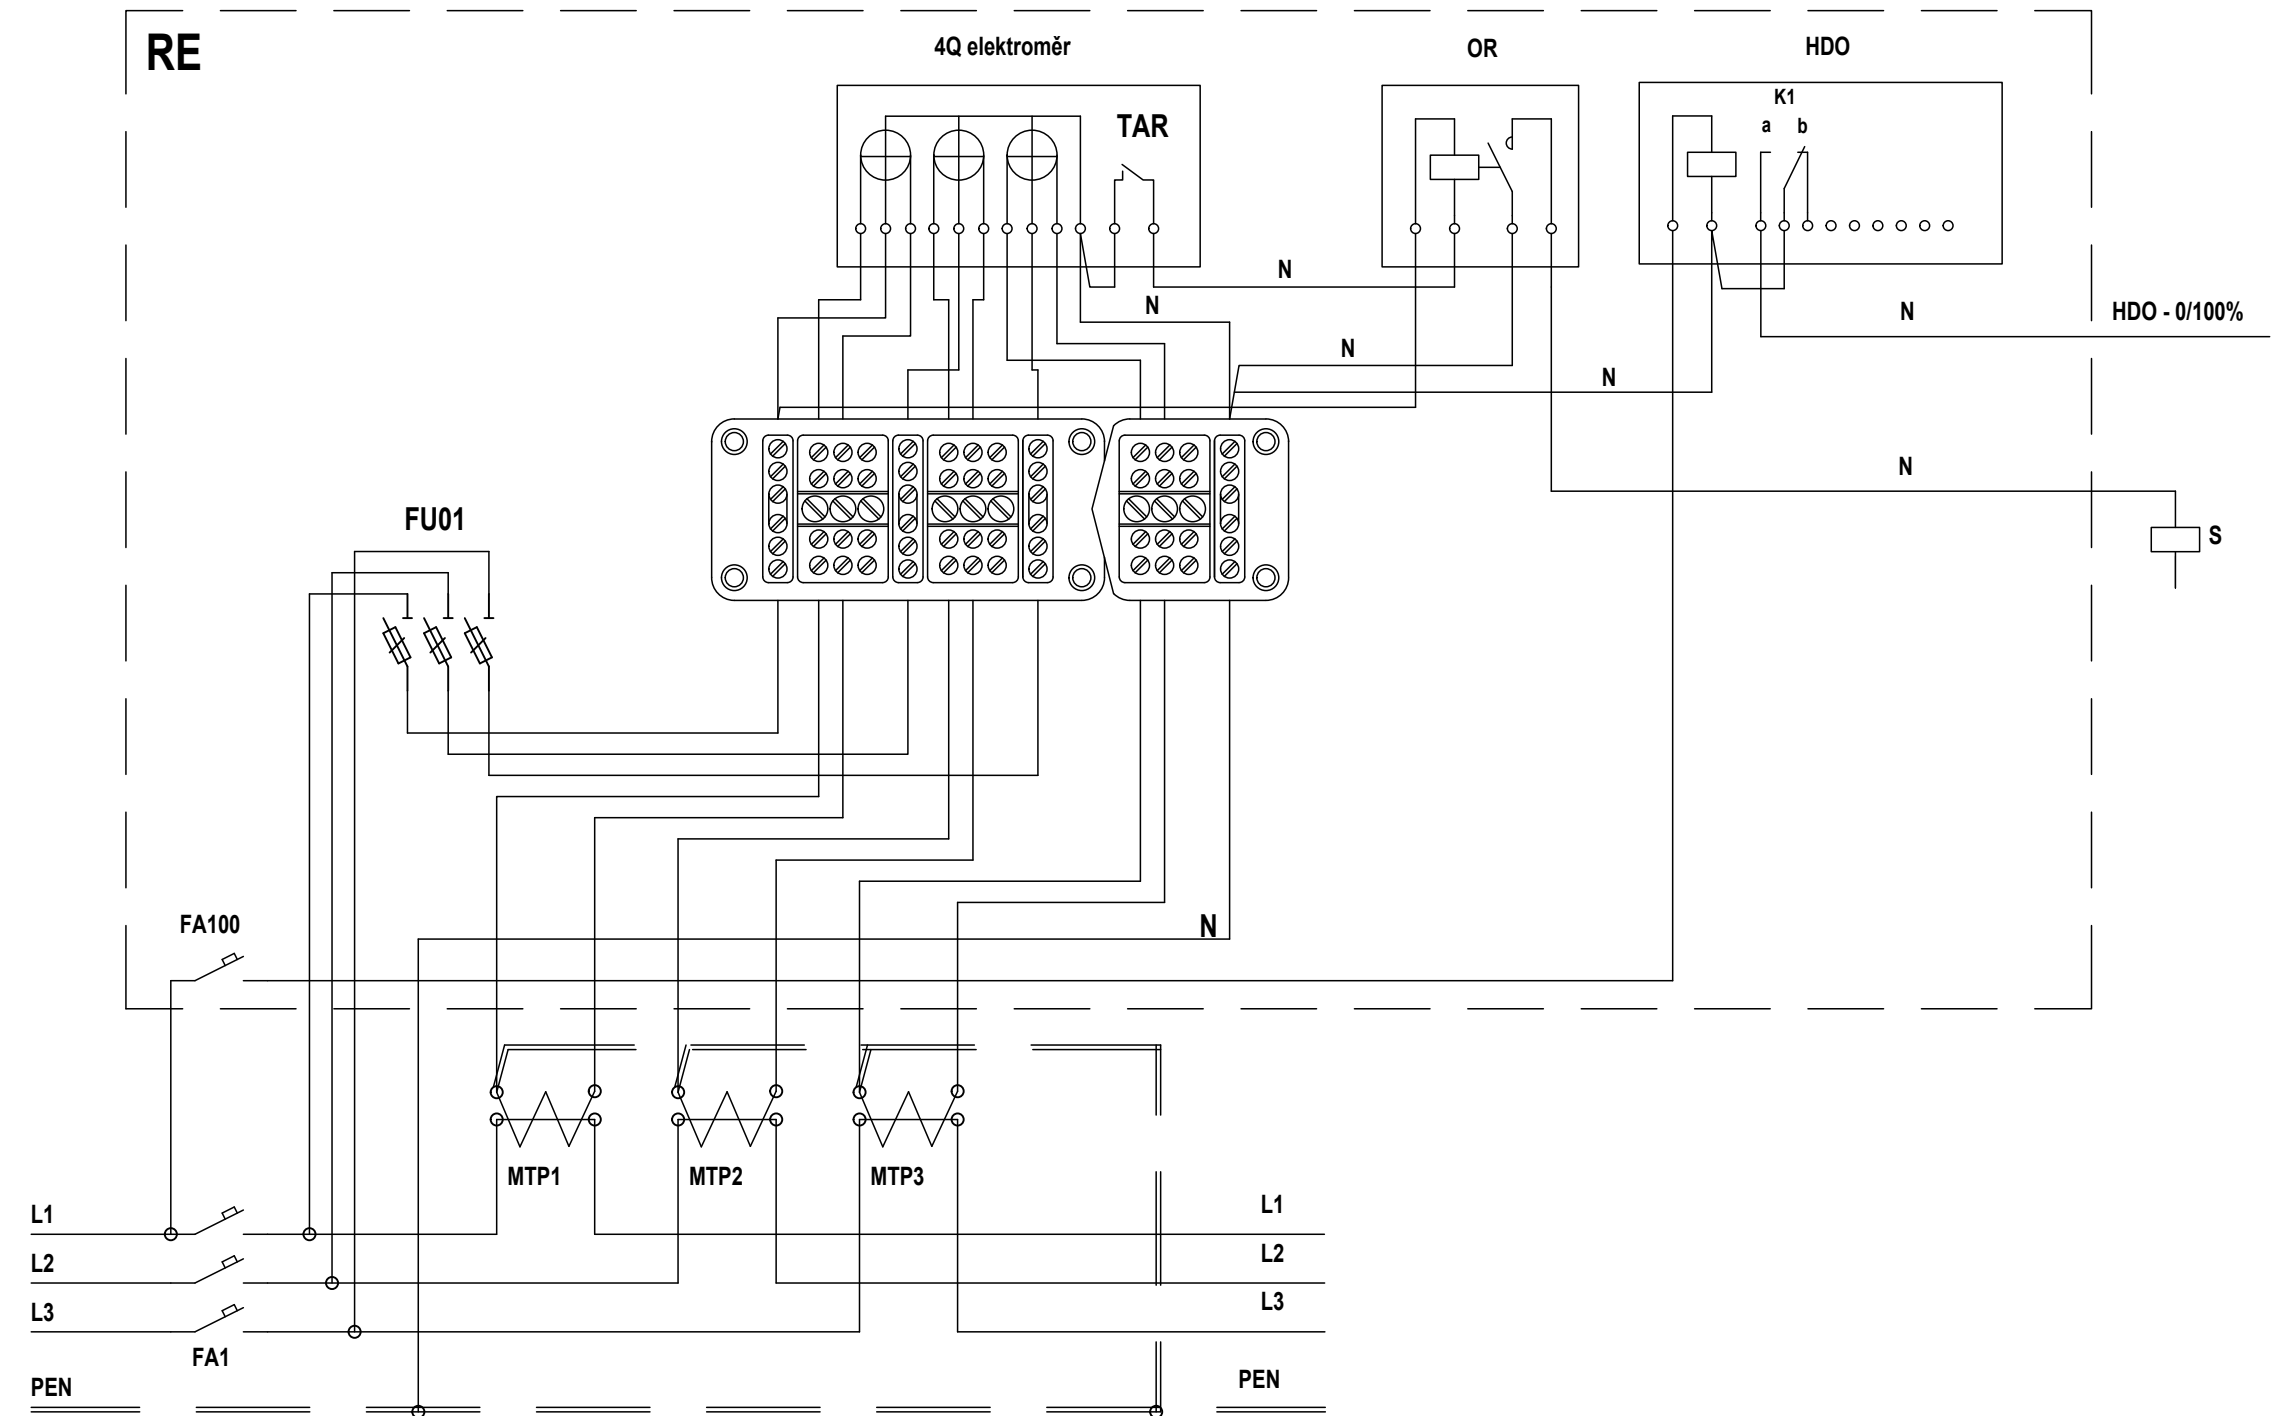 RE
4Q elektroměr
OR
HDO
K1
TAR
a b
N
N
N
HDO - 0/100%
N
N
N
FU01
S
FA100
N
MTP1 MTP2 MTP3
L1 L1
L2 L2
L3 L3
FA1
PEN PEN